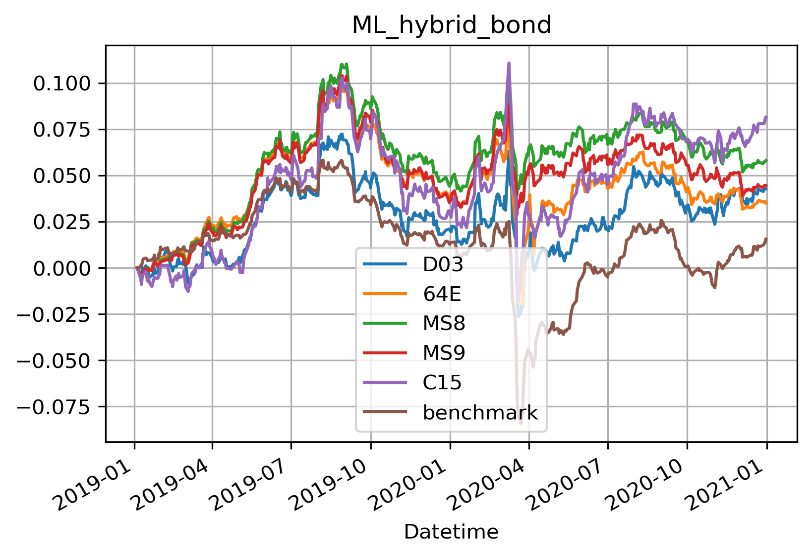 ML_hybrid_bond
0.100
0.075
0.050
0.025
0.000
−0.025
−0.050
−0.075
D03
64E
MS8
MS9
C15
benchmark
2019-01
2019-04
2019-07
2019-10
2020-01
2020-04
2020-07
2020-10
2021-01
Datetime